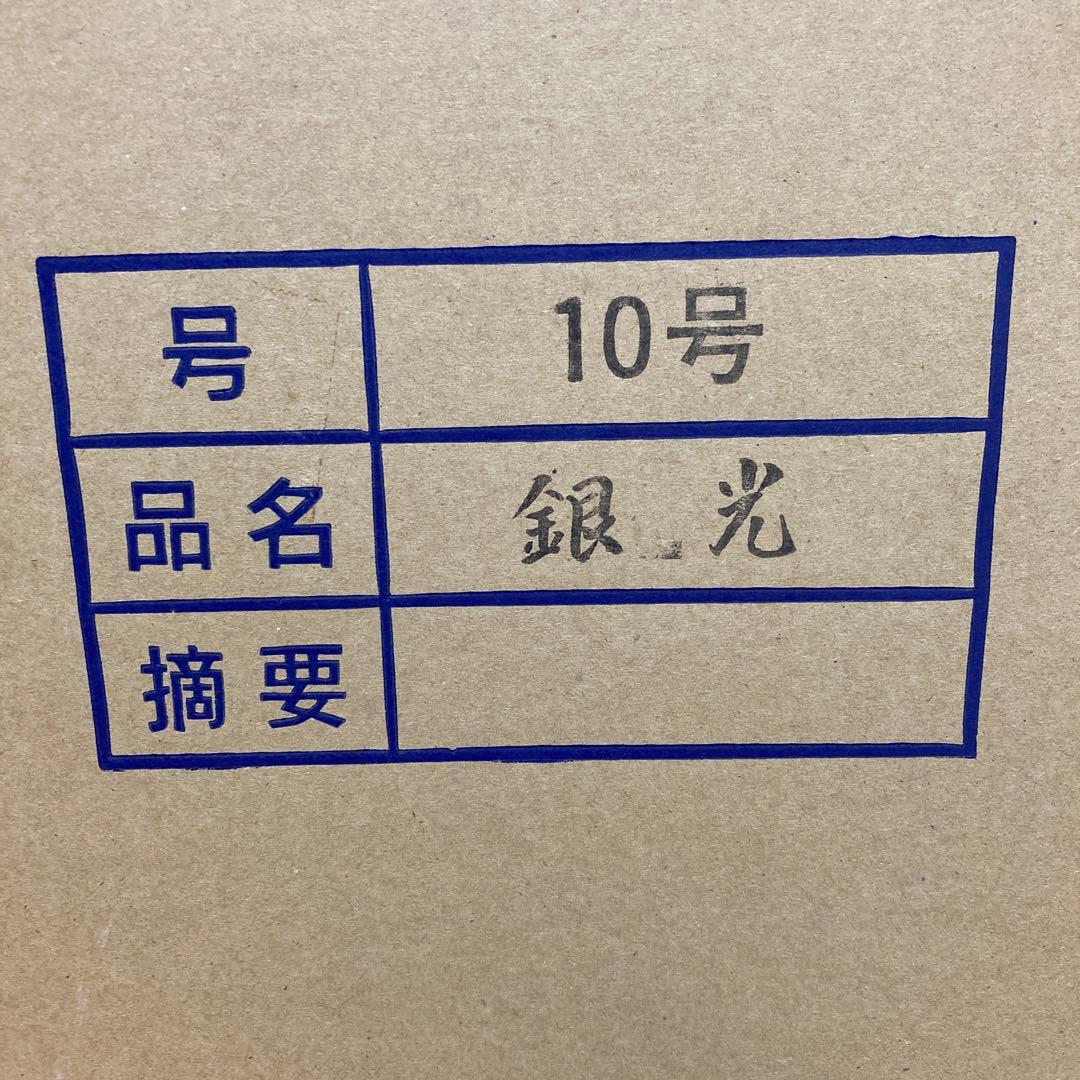 号 10号
品名 銀光
摘要